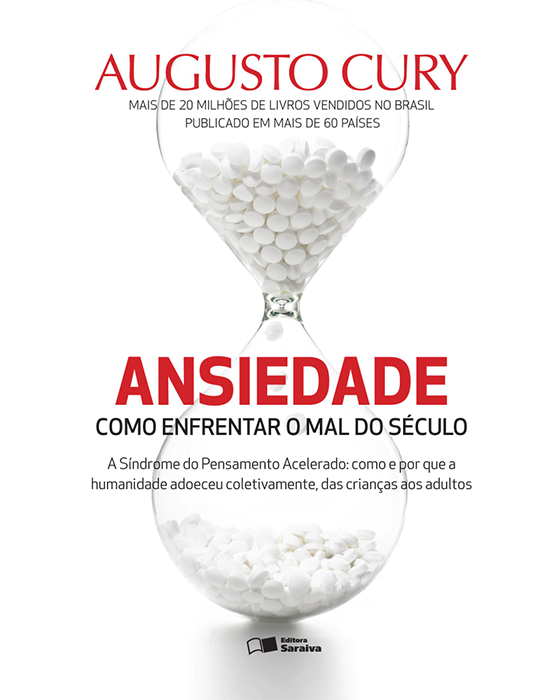 AUGUSTO CURY
MAIS DE 20 MILHÕES DE LIVROS VENDIDOS NO BRASIL
PUBLICADO EM MAIS DE 60 PAÍSES
ANSIEDADE
COMO ENFRENTAR O MAL DO SÉCULO
A Síndrome do Pensamento Acelerado: como e por que a
humanidade adoeceu coletivamente, das crianças aos adultos
Editora
Saraiva